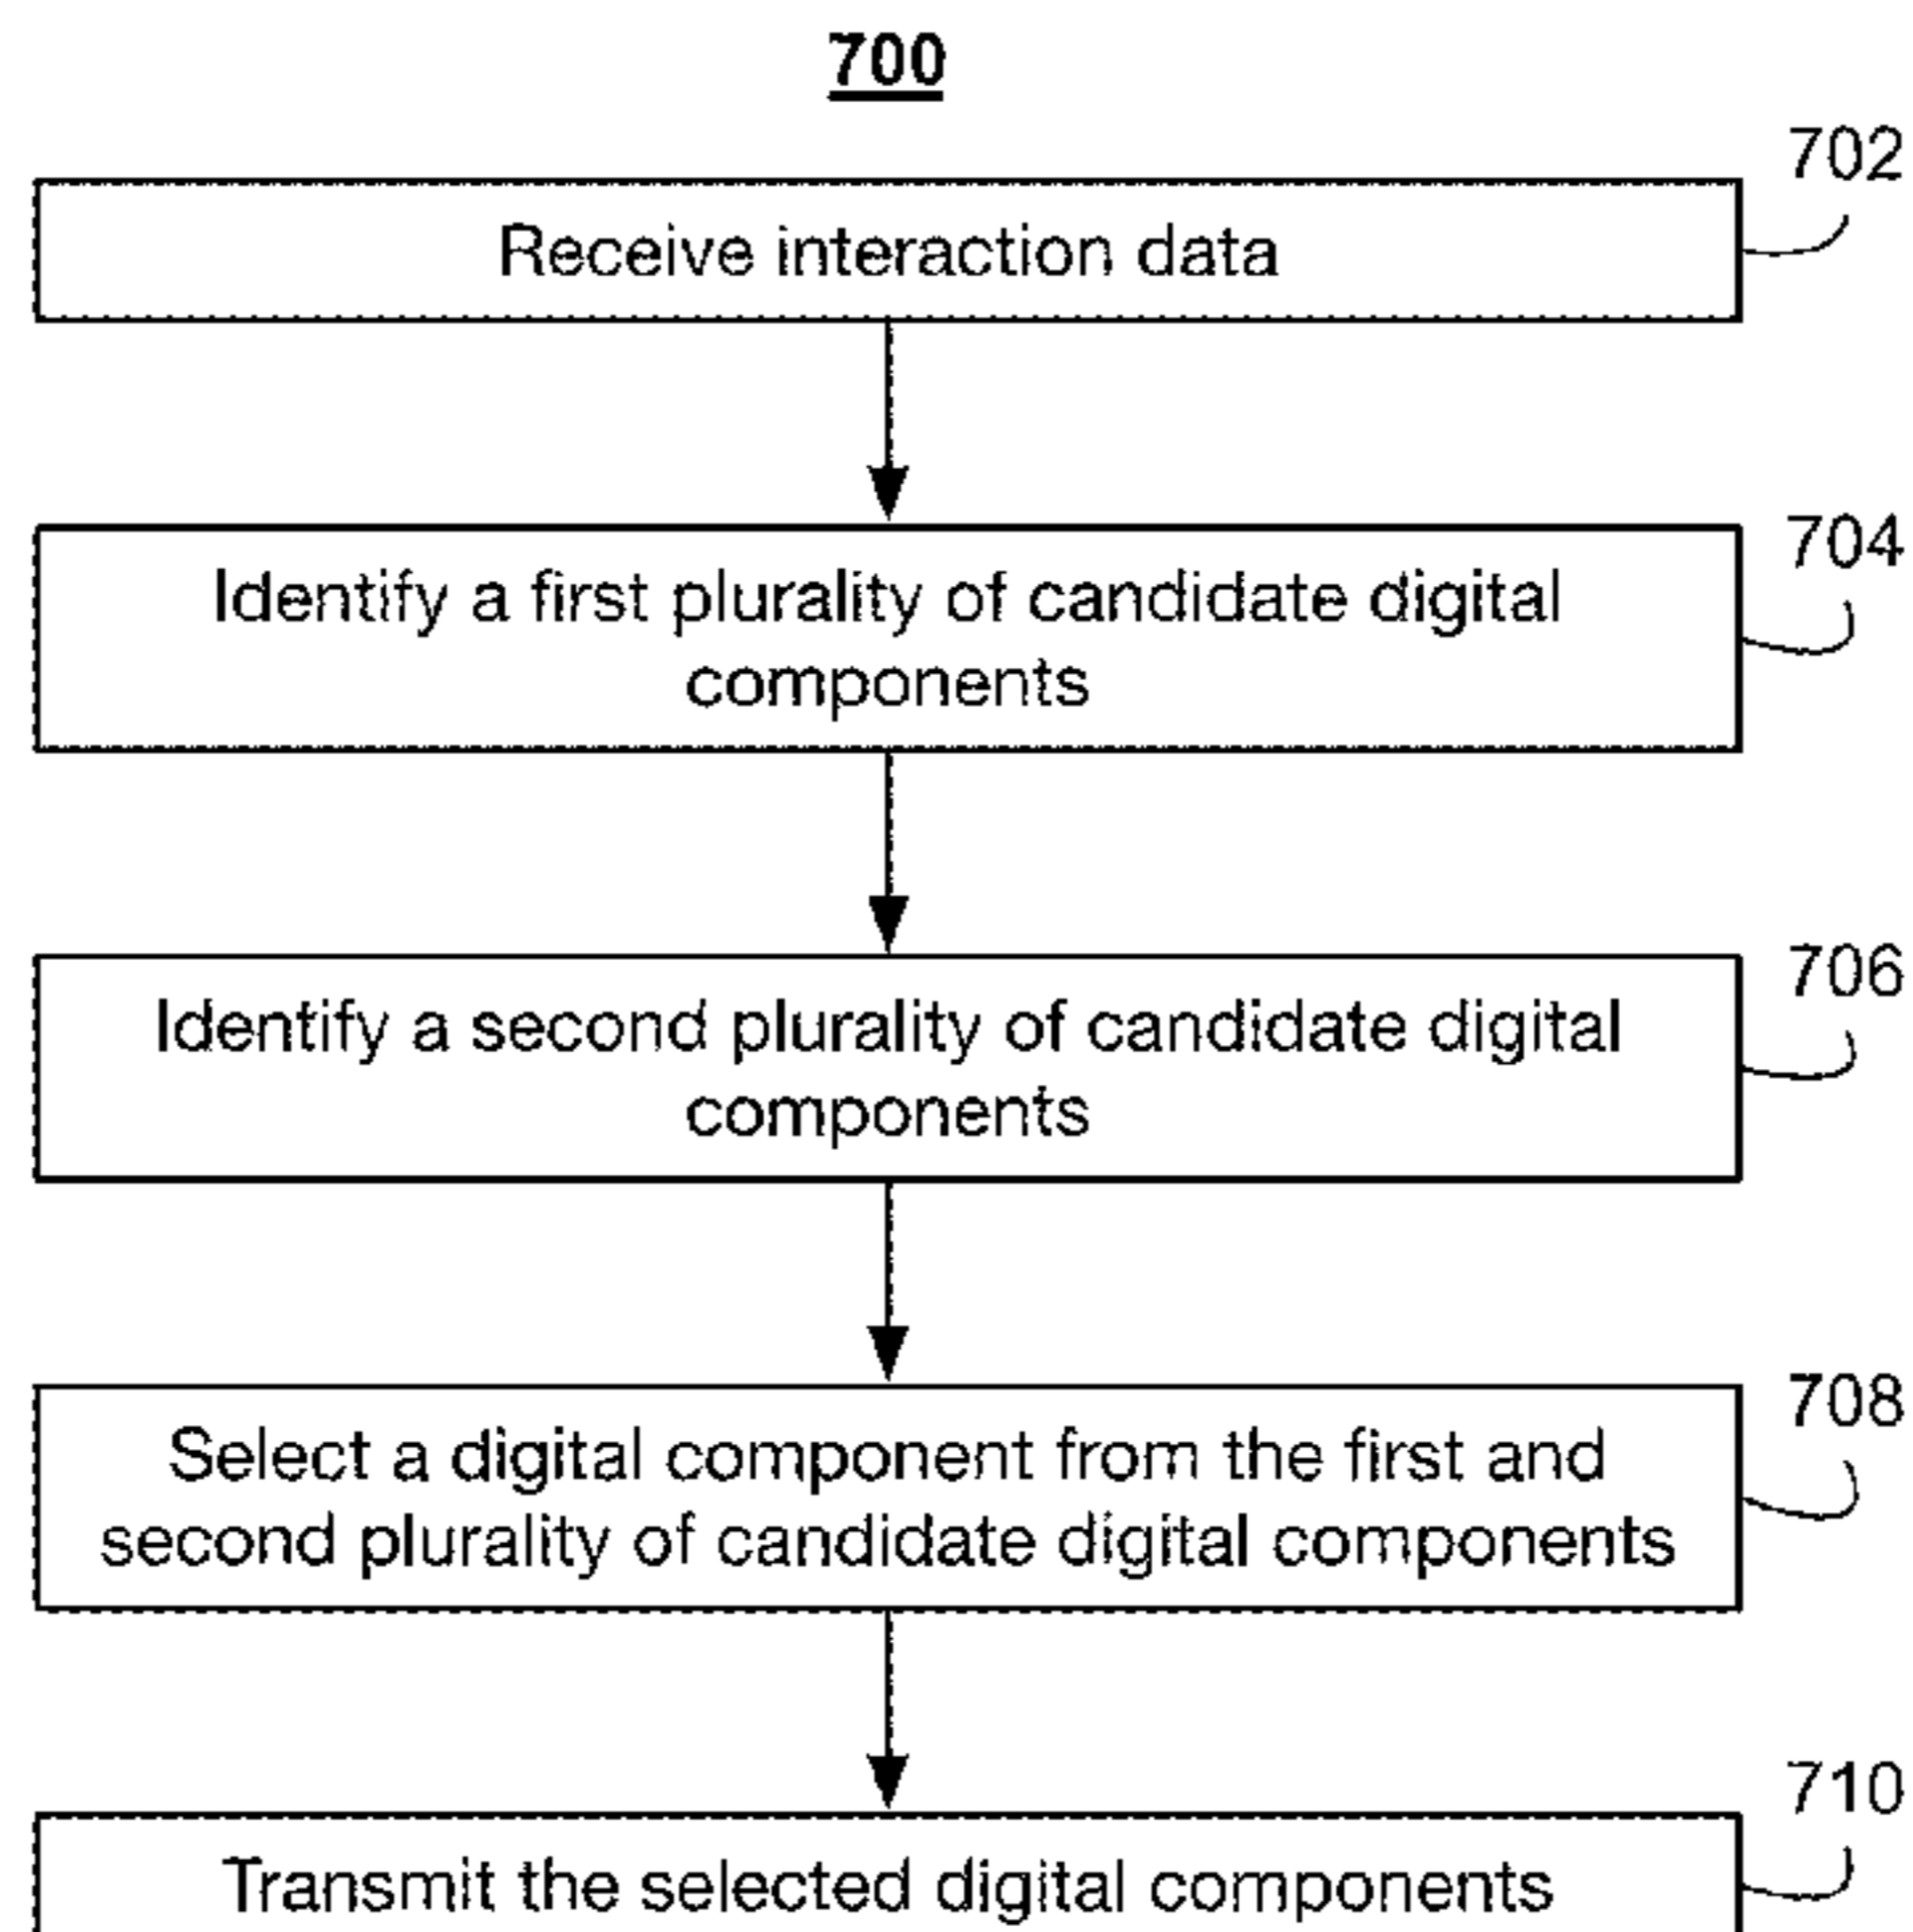 700
702
Receive interaction data
704
Identify a first plurality of candidate digital
components
706
Identify a second plurality of candidate digital
components
708
Select a digital component from the first and
second plurality of candidate digital components
710
Transmit the selected digital components